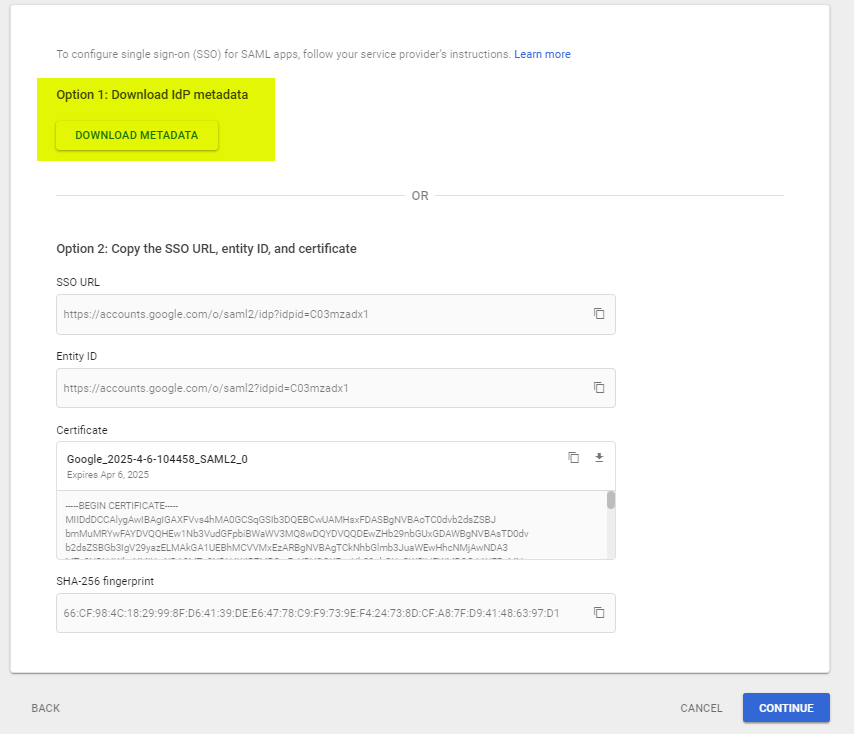 To configure single sign-on (SSO) for SAML apps, follow your service provider's instructions. Learn more
Option 1: Download IdP metadata
DOWNLOAD METADATA
OR
Option 2: Copy the SSO URL, entity ID, and certificate
SSO URL
https://accounts.google.com/o/saml2/idp?idpid=C03mzadx1
Entity ID
https://accounts.google.com/o/saml2?idpid=C03mzadx1
Certificate
Google_2025-4-6-104458_SAML2_0
Expires Apr 6, 2025
-----BEGIN CERTIFICATE-----
MIIDdDCCAlygAwIBAgIGAXFVvs4hMA0GCSqGSIb3DQEBCwUAMHsxFDASBgNVBAoTC0dvb2dsZSBJ
bmMuMRYwFAYDVQQHEw1Nb3VudGFpbiBWaWV3MQ8wDQYDVQQDEwZHb29nbGUxGDAWBgNVBAsTD0dv
b2dsZSBGb3IgV29yazELMAkGA1UEBhMCVVMxEzARBgNVBAgTCkNhbGlmb3JuaWEwHhcNMjAwNDA3
SHA-256 fingerprint
66:CF:98:4C:18:29:99:8F:D6:41:39:DE:E6:47:78:C9:F9:73:9E:F4:24:73:8D:CF:A8:7F:D9:41:48:63:97:D1
BACK
CANCEL
CONTINUE